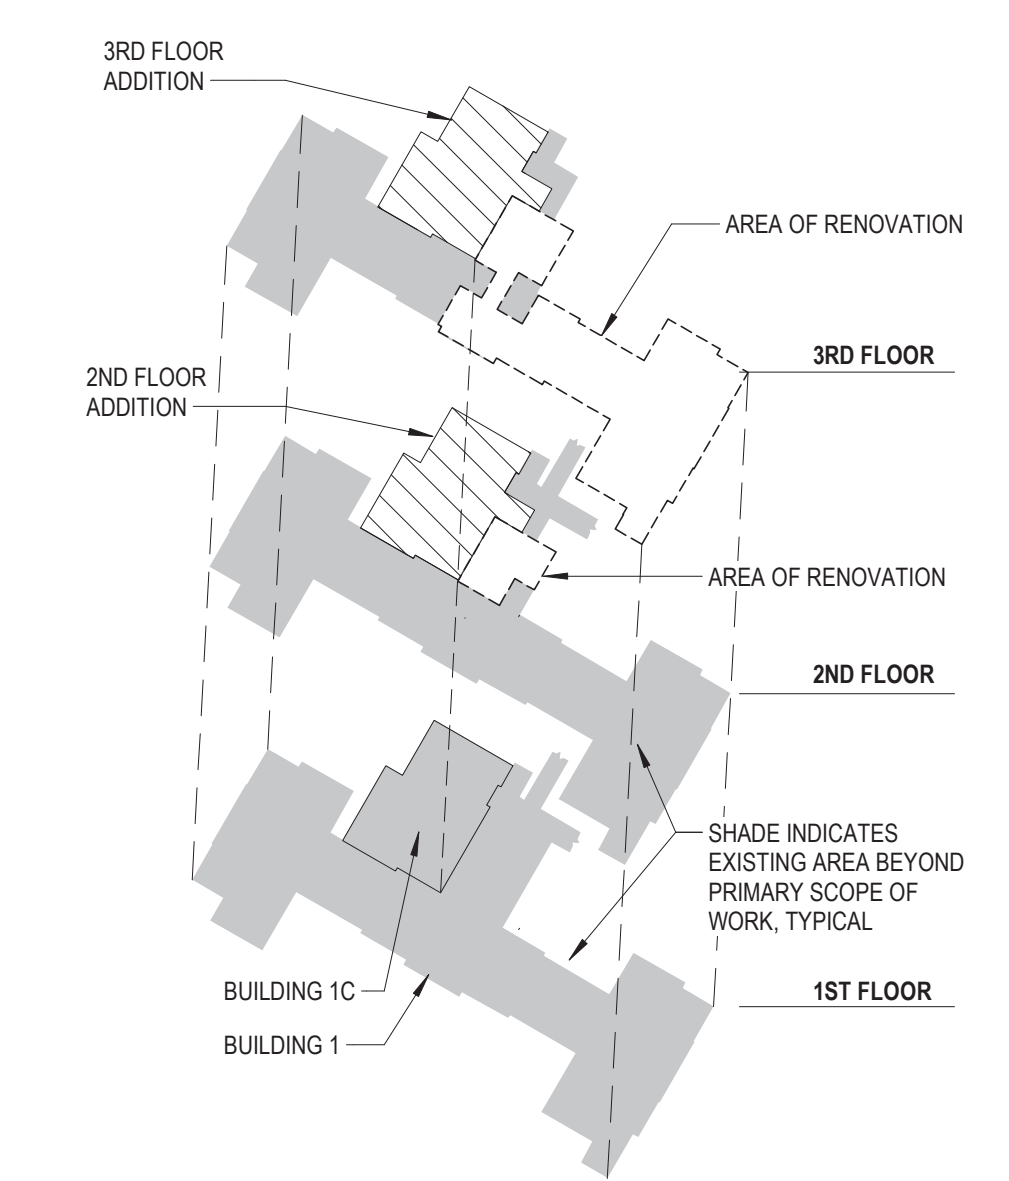 3RD FLOOR
ADDITION
AREA OF RENOVATION
3RD FLOOR
2ND FLOOR
ADDITION
AREA OF RENOVATION
2ND FLOOR
SHADE INDICATES
EXISTING AREA BEYOND
PRIMARY SCOPE OF
WORK, TYPICAL
BUILDING 1C
1ST FLOOR
BUILDING 1